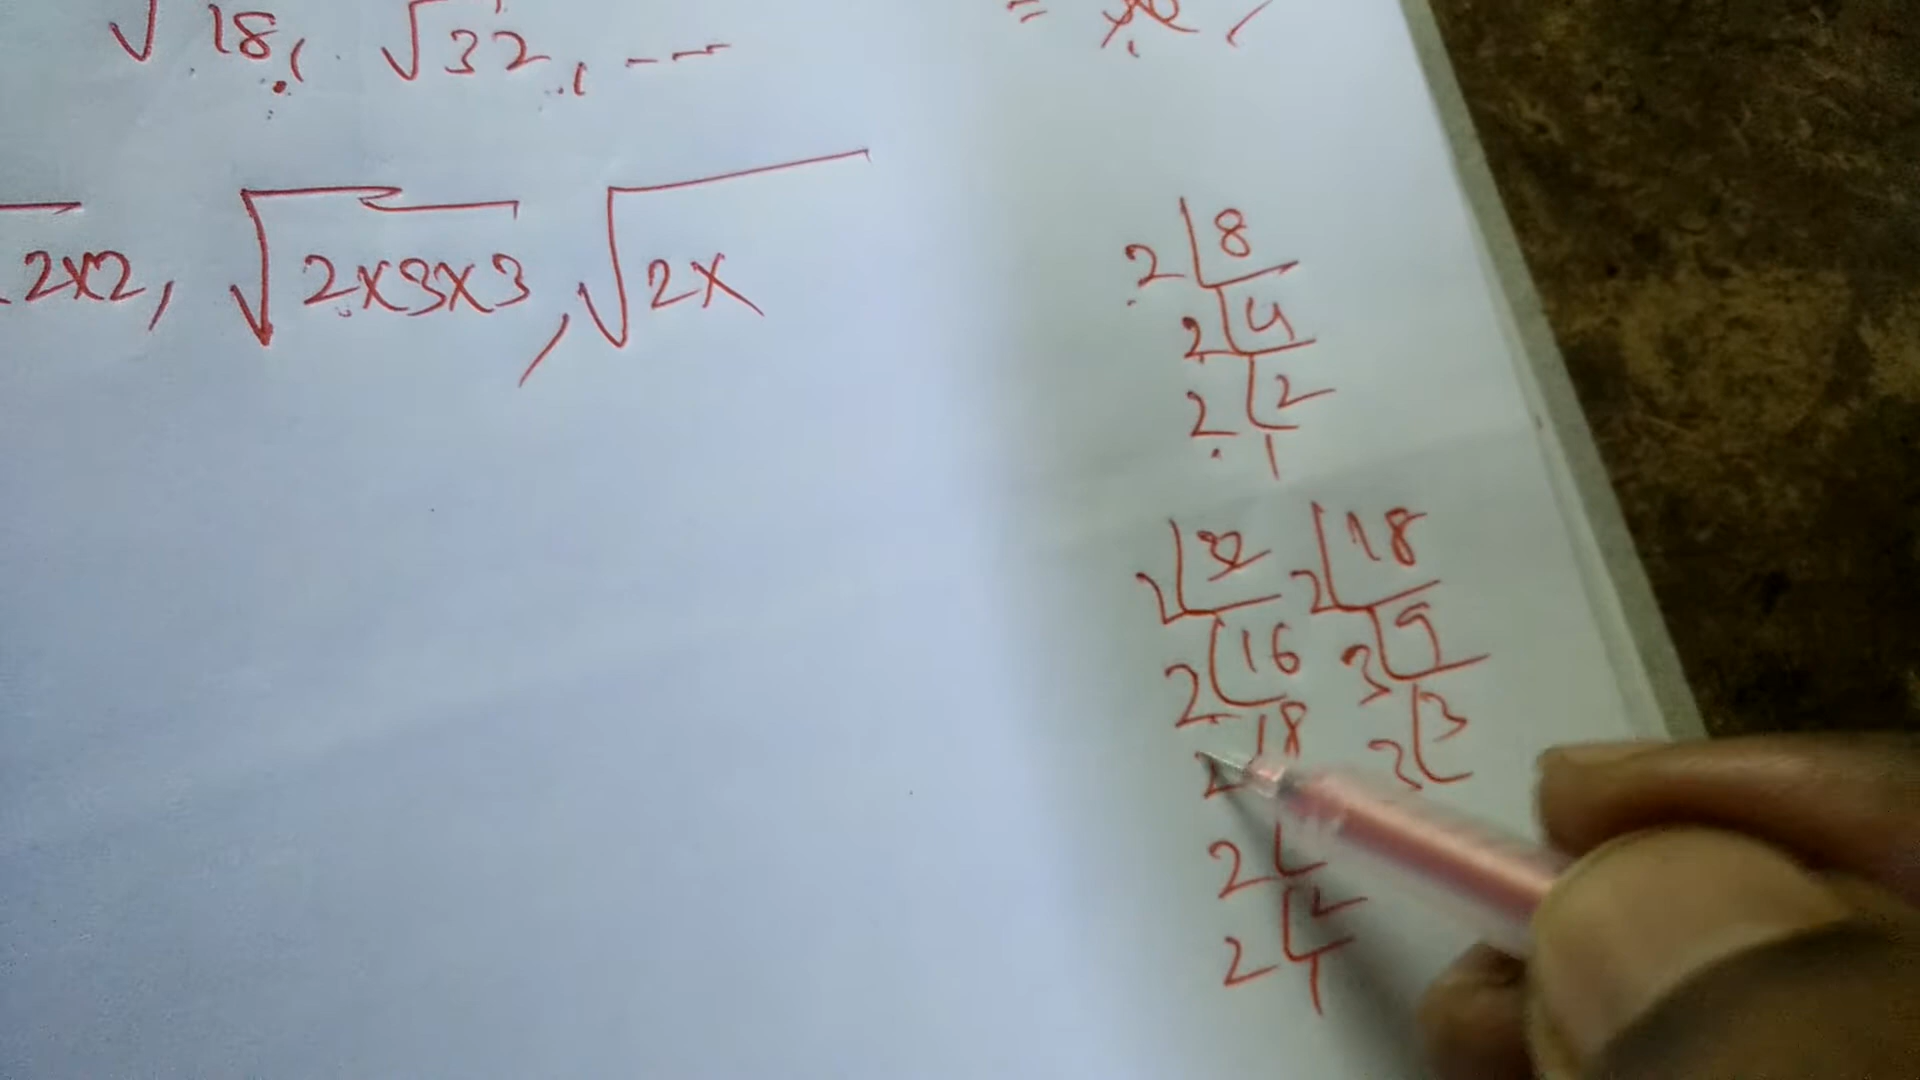 √18, √32, ---
2x2, √2x3x3, √2x
2 8
2 4
2 2
1
2 32 2 18
2 16 3 9
2 8 3 3
2
2 2
1